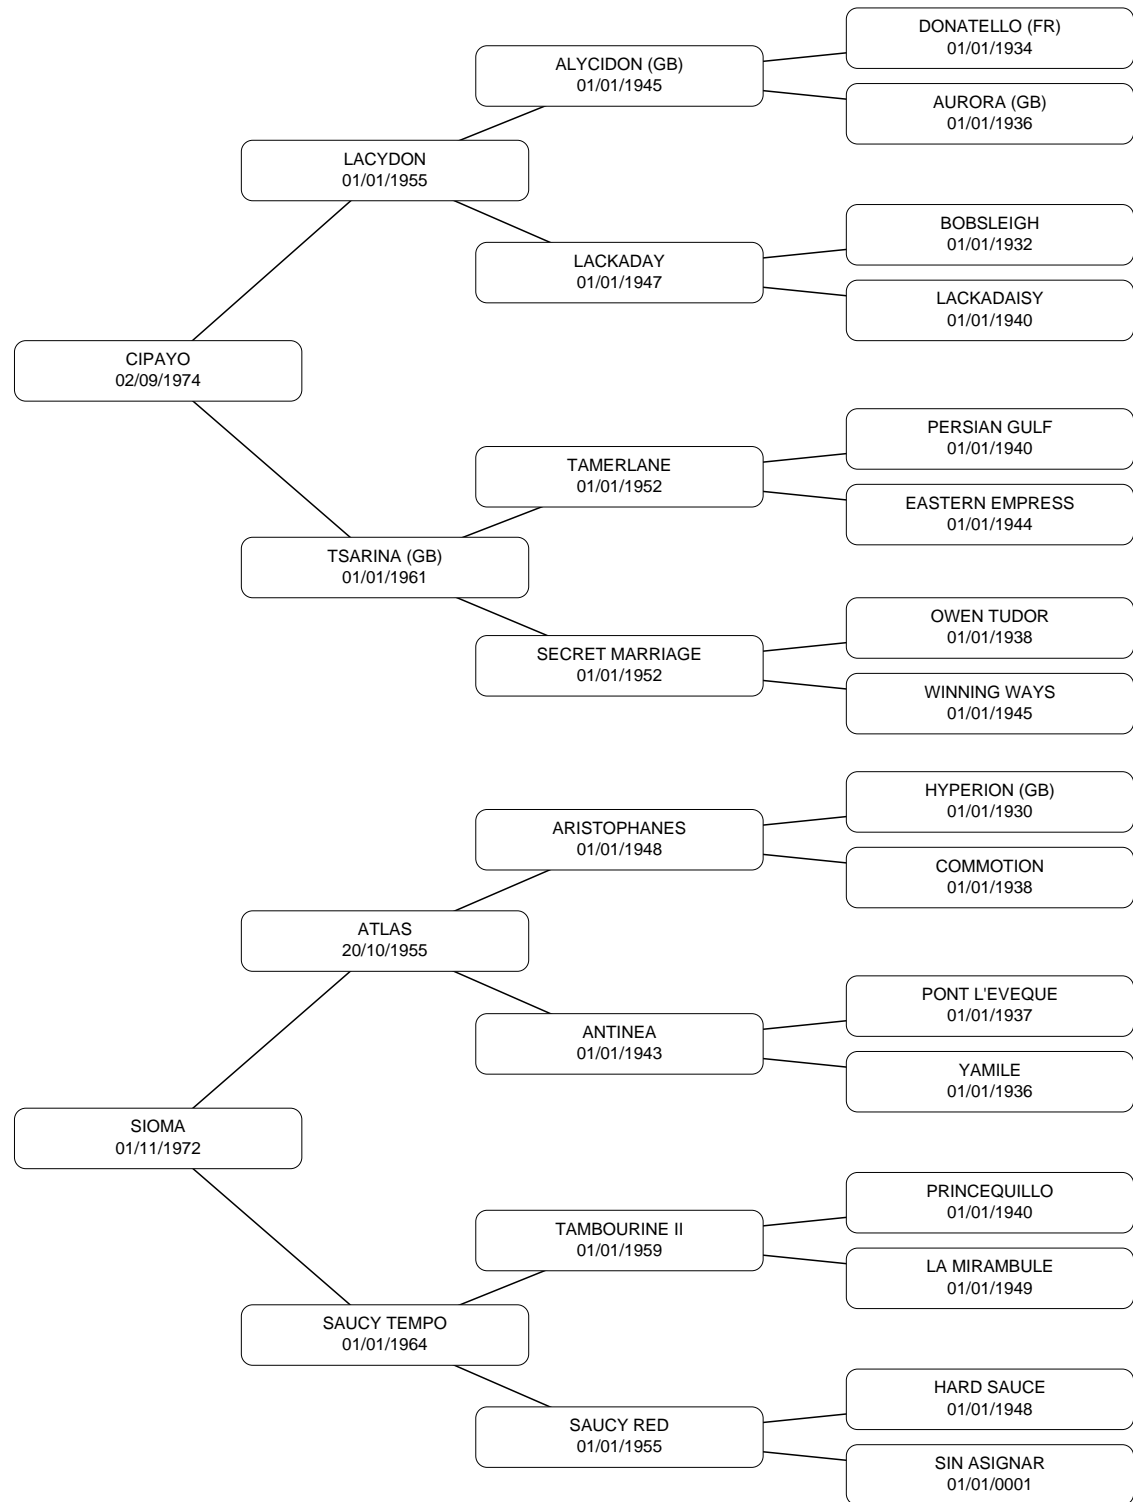 DONATELLO (FR)
01/01/1934
ALYCIDON (GB)
01/01/1945
AURORA (GB)
01/01/1936
LACYDON
01/01/1955
BOBSLEIGH
01/01/1932
LACKADAY
01/01/1947
LACKADAISY
01/01/1940
CIPAYO
02/09/1974
PERSIAN GULF
01/01/1940
TAMERLANE
01/01/1952
EASTERN EMPRESS
01/01/1944
TSARINA (GB)
01/01/1961
OWEN TUDOR
01/01/1938
SECRET MARRIAGE
01/01/1952
WINNING WAYS
01/01/1945
HYPERION (GB)
01/01/1930
ARISTOPHANES
01/01/1948
COMMOTION
01/01/1938
ATLAS
20/10/1955
PONT L'EVEQUE
01/01/1937
ANTINEA
01/01/1943
YAMILE
01/01/1936
SIOMA
01/11/1972
PRINCEQUILLO
01/01/1940
TAMBOURINE II
01/01/1959
LA MIRAMBULE
01/01/1949
SAUCY TEMPO
01/01/1964
HARD SAUCE
01/01/1948
SAUCY RED
01/01/1955
SIN ASIGNAR
01/01/0001